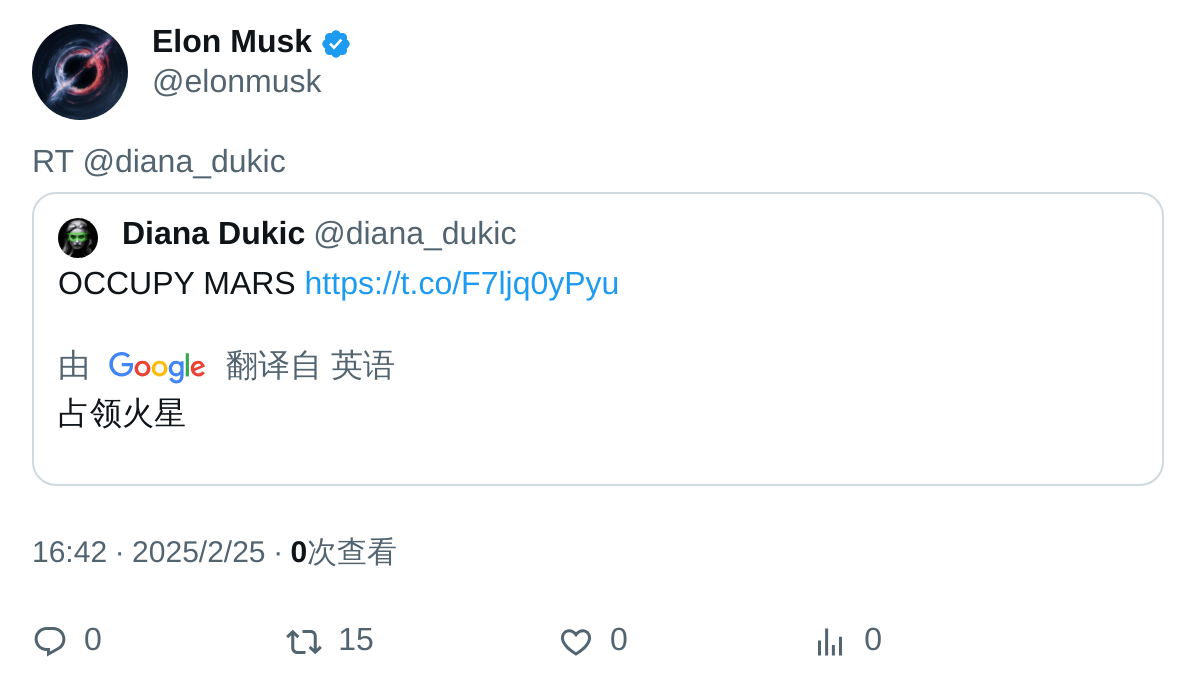 Elon Musk
@elonmusk
RT @diana_dukic
Diana Dukic @diana_dukic
OCCUPY MARS https://t.co/F7ljq0yPyu
由 Google 翻译自 英语
占领火星
16:42 · 2025/2/25 · 0次查看
0 15 0 0